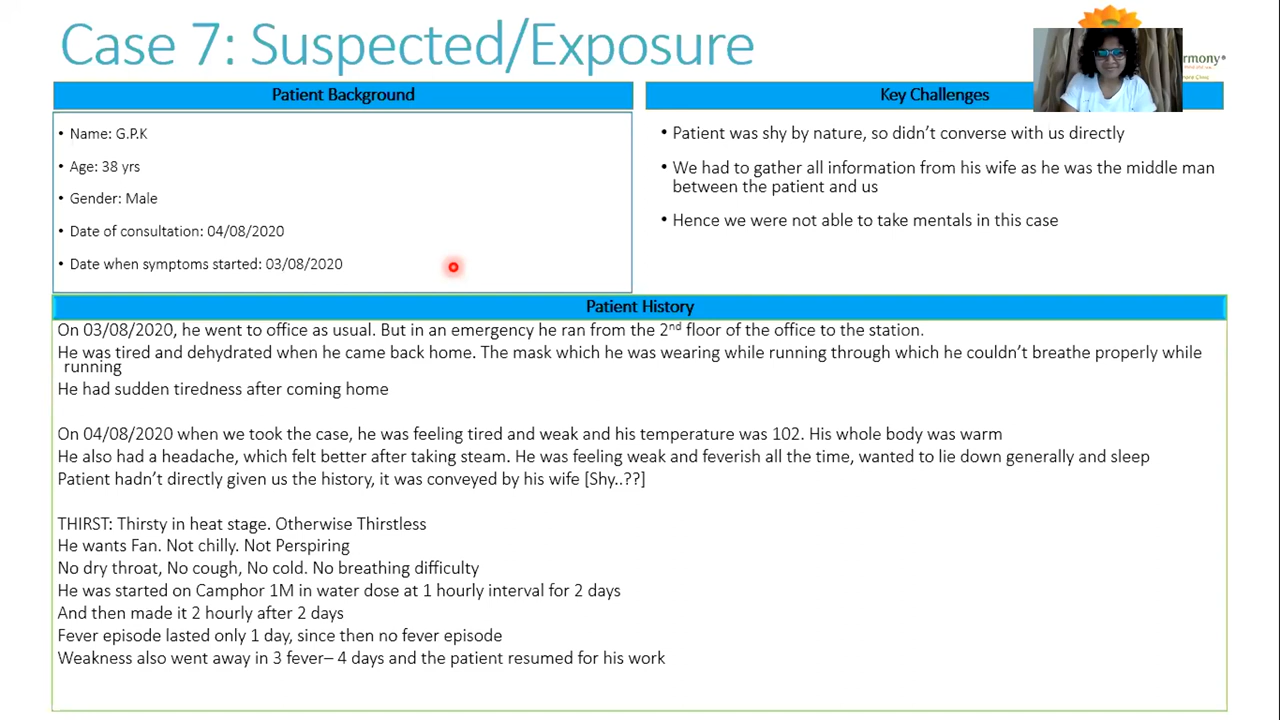 Case 7: Suspected/Exposure
rmony®
Patient Background
• Name: G.P.K
• Age: 38 yrs
• Gender: Male
• Date of consultation: 04/08/2020
• Date when symptoms started: 03/08/2020
Key Challenges
• Patient was shy by nature, so didn’t converse with us directly
• We had to gather all information from his wife as he was the middle man
between the patient and us
• Hence we were not able to take mentals in this case
Patient History
On 03/08/2020, he went to office as usual. But in an emergency he ran from the 2nd floor of the office to the station.
He was tired and dehydrated when he came back home. The mask which he was wearing while running through which he couldn’t breathe properly while
running
He had sudden tiredness after coming home
On 04/08/2020 when we took the case, he was feeling tired and weak and his temperature was 102. His whole body was warm
He also had a headache, which felt better after taking steam. He was feeling weak and feverish all the time, wanted to lie down generally and sleep
Patient hadn’t directly given us the history, it was conveyed by his wife [Shy..??]
THIRST: Thirsty in heat stage. Otherwise Thirstless
He wants Fan. Not chilly. Not Perspiring
No dry throat, No cough, No cold. No breathing difficulty
He was started on Camphor 1M in water dose at 1 hourly interval for 2 days
And then made it 2 hourly after 2 days
Fever episode lasted only 1 day, since then no fever episode
Weakness also went away in 3 fever– 4 days and the patient resumed for his work